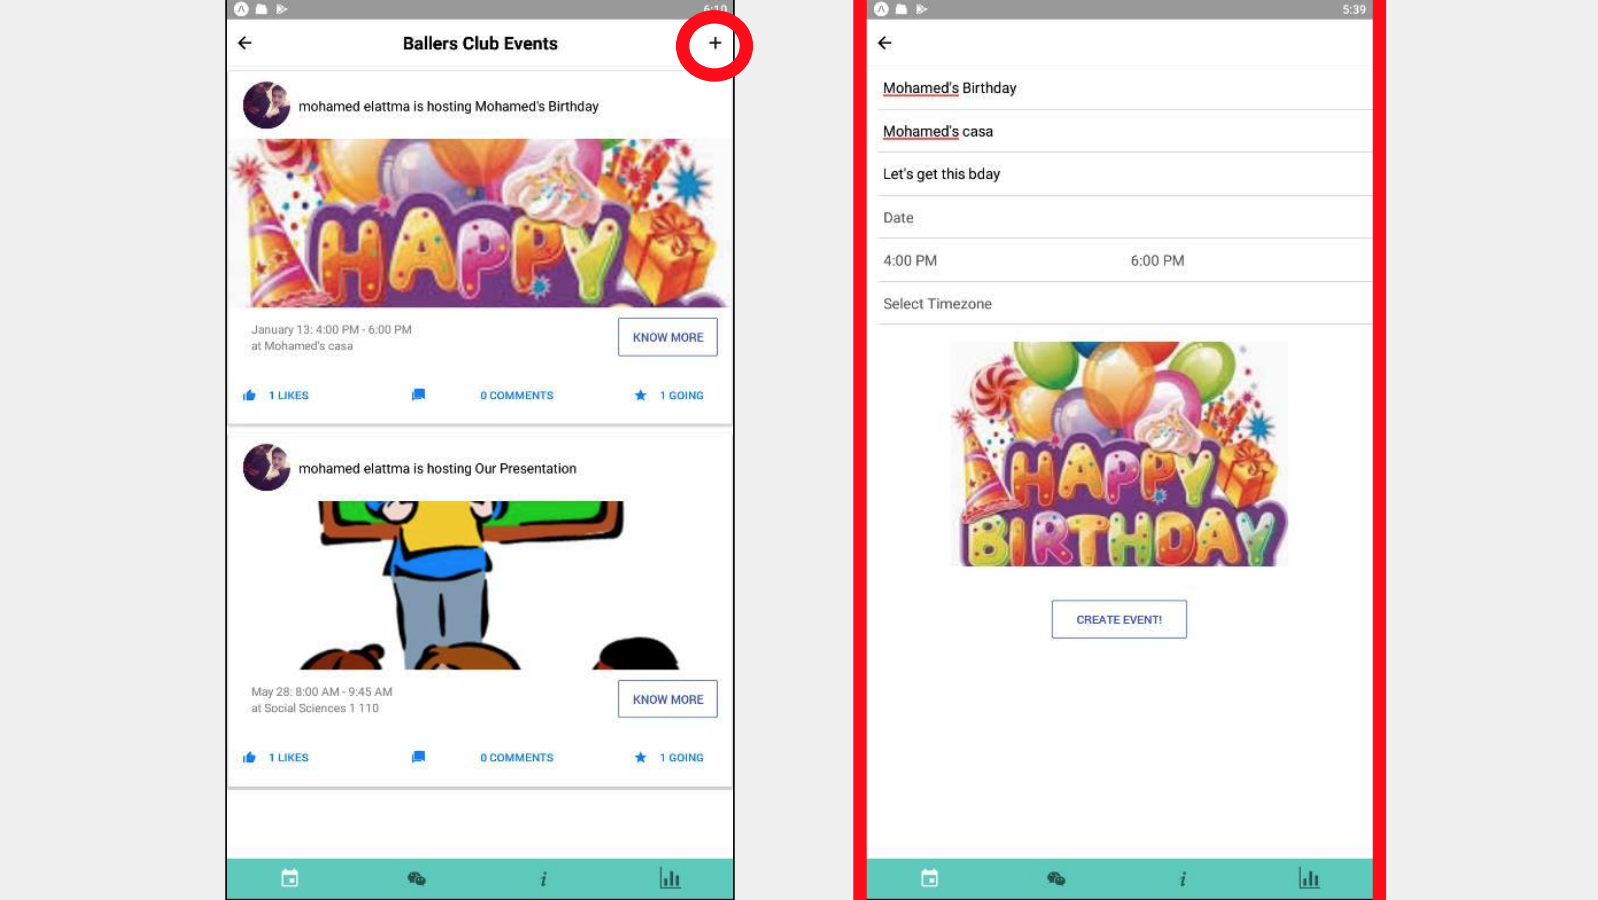 6:10
Ballers Club Events
+
mohamed elattma is hosting Mohamed's Birthday
HAPPY
January 13: 4:00 PM - 6:00 PM
at Mohamed's casa
KNOW MORE
1 LIKES
0 COMMENTS
1 GOING
mohamed elattma is hosting Our Presentation
May 28: 8:00 AM - 9:45 AM
at Social Sciences 1 110
KNOW MORE
1 LIKES
0 COMMENTS
1 GOING
i
5:39
Mohamed's Birthday
Mohamed's casa
Let's get this bday
Date
4:00 PM 6:00 PM
Select Timezone
HAPPY
BIRTHDAY
CREATE EVENT!
i